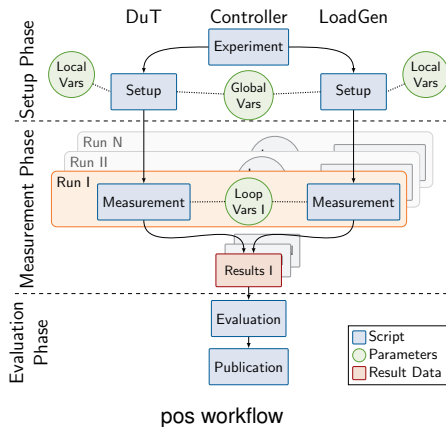 DuT Controller LoadGen
Setup Phase
Experiment
Local
Vars
Setup
Global
Vars
Setup
Local
Vars
Measurement Phase
Run N
Run II
Run I
Measurement
Loop
Vars I
Measurement
Results I
Evaluation
Phase
Evaluation
Publication
Script
Parameters
Result Data
pos workflow